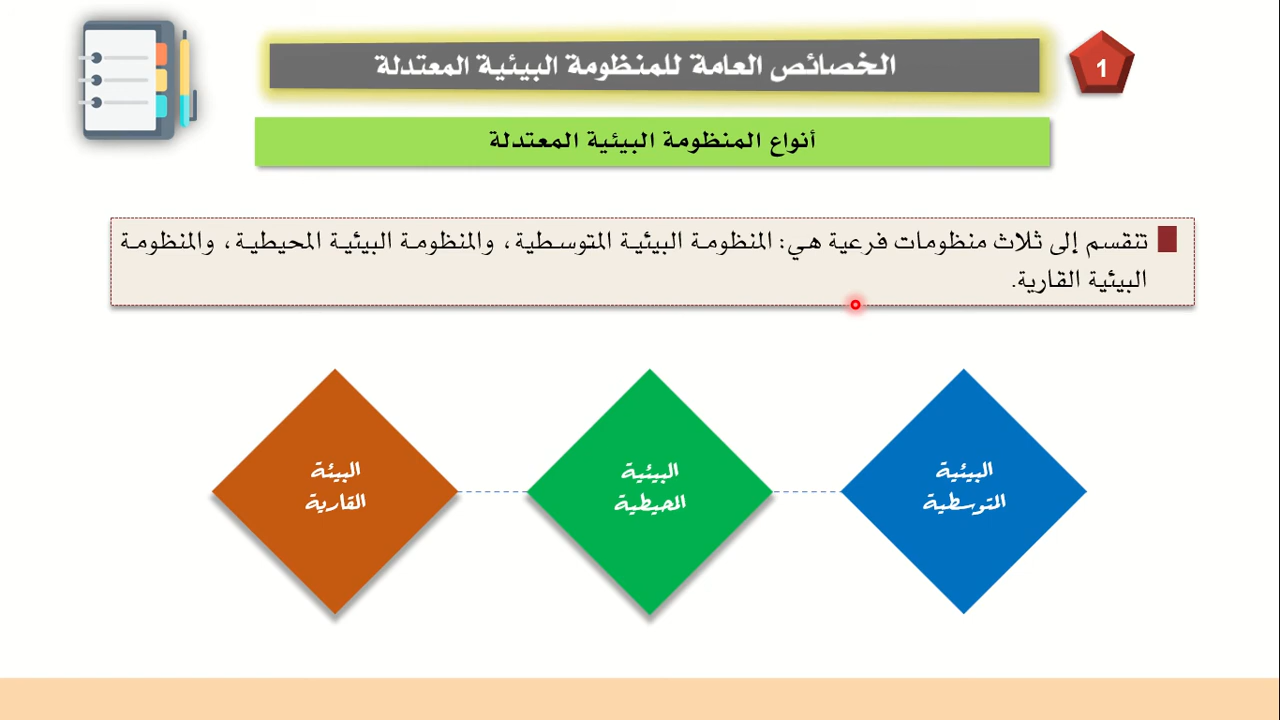 1
الخصائص العامة للمنظومة البيئية المعتدلة
أنواع المنظومة البيئية المعتدلة
تنقسم إلى ثلاث منظومات فرعية هي: المنظومة البيئية المتوسطية، والمنظومة البيئية المحيطية، والمنظومة
البيئية القارية.
البيئية
المتوسطية
البيئية
المحيطية
البيئة
القارية